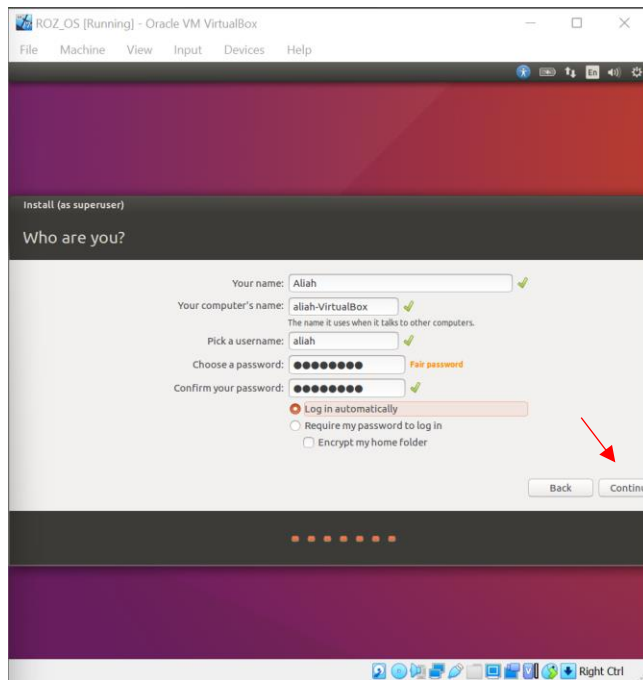 ROZ_OS [Running] - Oracle VM VirtualBox
File Machine View Input Devices Help
En
Install (as superuser)
Who are you?
Your name: Aliah
Your computer's name: aliah-VirtualBox
The name it uses when it talks to other computers.
Pick a username: aliah
Choose a password: ●●●●●●●● Fair password
Confirm your password: ●●●●●●●●
Log in automatically
Require my password to log in
Encrypt my home folder
Back Continu
Right Ctrl